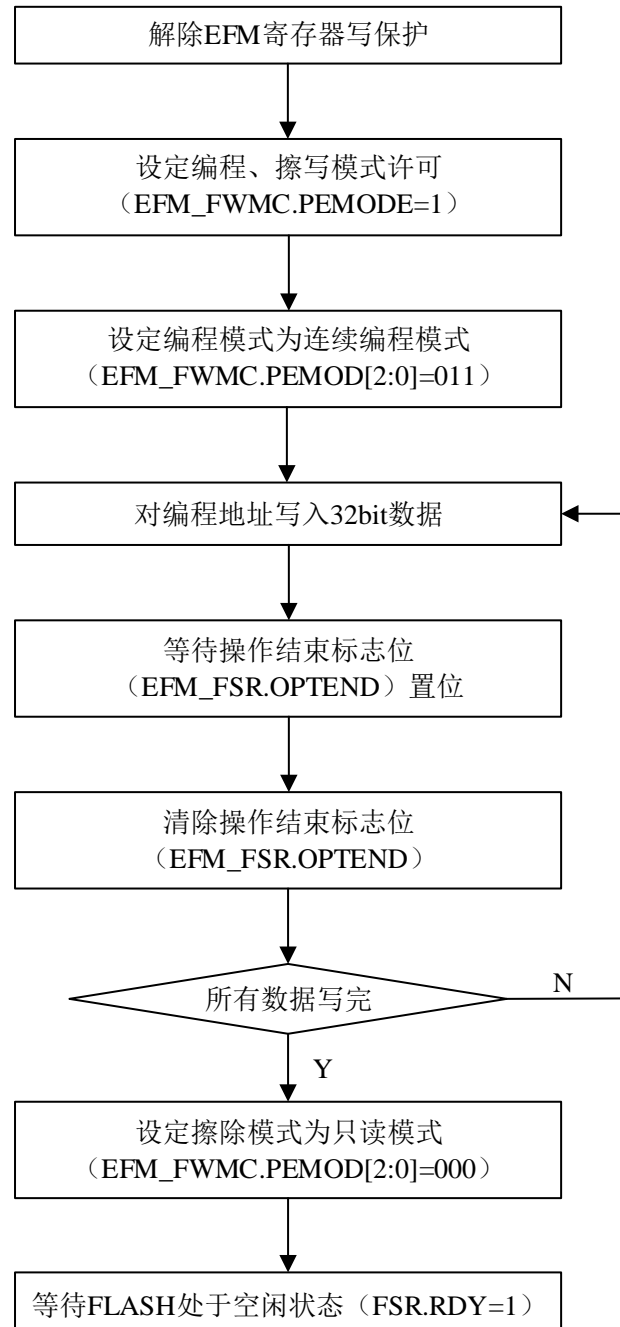 解除EFM寄存器写保护
设定编程、擦写模式许可
（EFM_FWMC.PEMODE=1）
设定编程模式为连续编程模式
（EFM_FWMC.PEMOD[2:0]=011）
对编程地址写入32bit数据
等待操作结束标志位
（EFM_FSR.OPTEND）置位
清除操作结束标志位
（EFM_FSR.OPTEND）
所有数据写完
N
Y
设定擦除模式为只读模式
（EFM_FWMC.PEMOD[2:0]=000）
等待FLASH处于空闲状态（FSR.RDY=1）